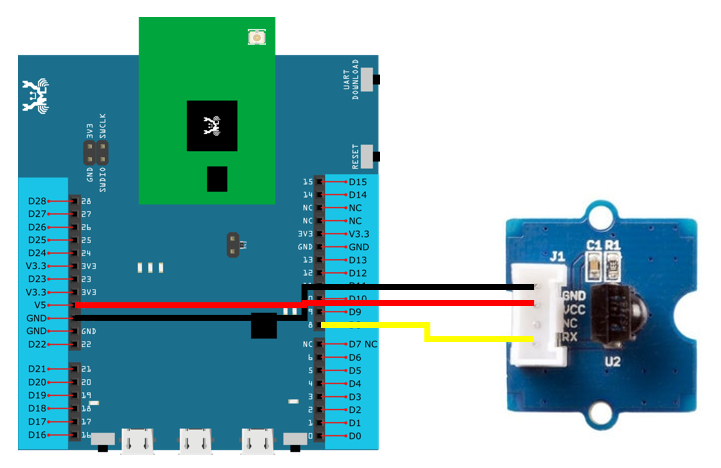 UART
DOWNLOAD
RESET
3V3
SWCLK
GND
SWDIO
D28 28
D27 27
D26 26
D25 25
D24 24
V3.3 3V3
D23 23
V3.3 3V3
V5
GND
GND GND
D22 22
D21 21
D20 20
D19 19
D18 18
D17 17
D16 16
15 D15
14 D14
NC NC
NC NC
3V3 V3.3
GND GND
13 D13
12 D12
D10
9 D9
8
NC D7 NC
6 D6
5 D5
4 D4
3 D3
2 D2
1 D1
0 D0
J1
C1 R1
GND
VCC
NC
RX
U2